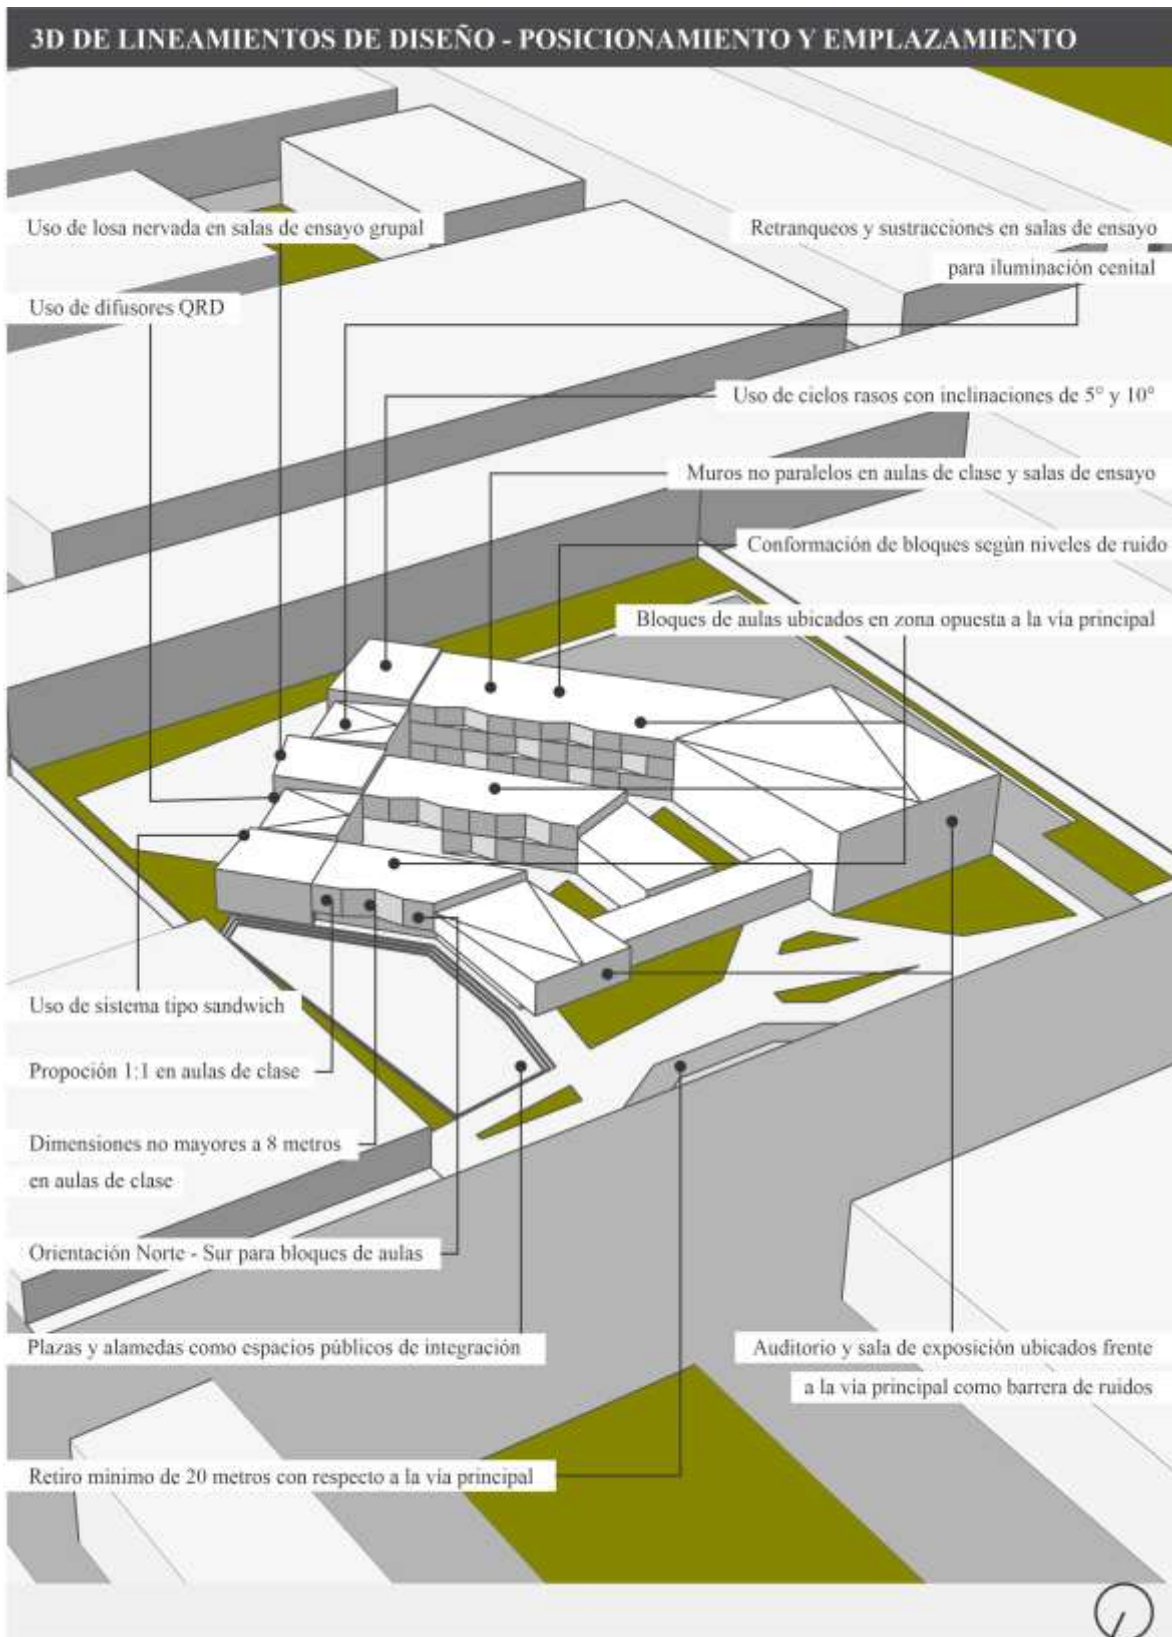 3D DE LINEAMIENTOS DE DISEÑO - POSICIONAMIENTO Y EMPLAZAMIENTO
Uso de losa nervada en salas de ensayo grupal
Retranqueos y sustracciones en salas de ensayo
para iluminación cenital
Uso de difusores QRD
Uso de cielos rasos con inclinaciones de 5° y 10°
Muros no paralelos en aulas de clase y salas de ensayo
Conformación de bloques según niveles de ruido
Bloques de aulas ubicados en zona opuesta a la vía principal
Uso de sistema tipo sandwich
Propoción 1:1 en aulas de clase
Dimensiones no mayores a 8 metros
en aulas de clase
Orientación Norte - Sur para bloques de aulas
Plazas y alamedas como espacios públicos de integración
Auditorio y sala de exposición ubicados frente
a la vía principal como barrera de ruidos
Retiro mínimo de 20 metros con respecto a la vía principal